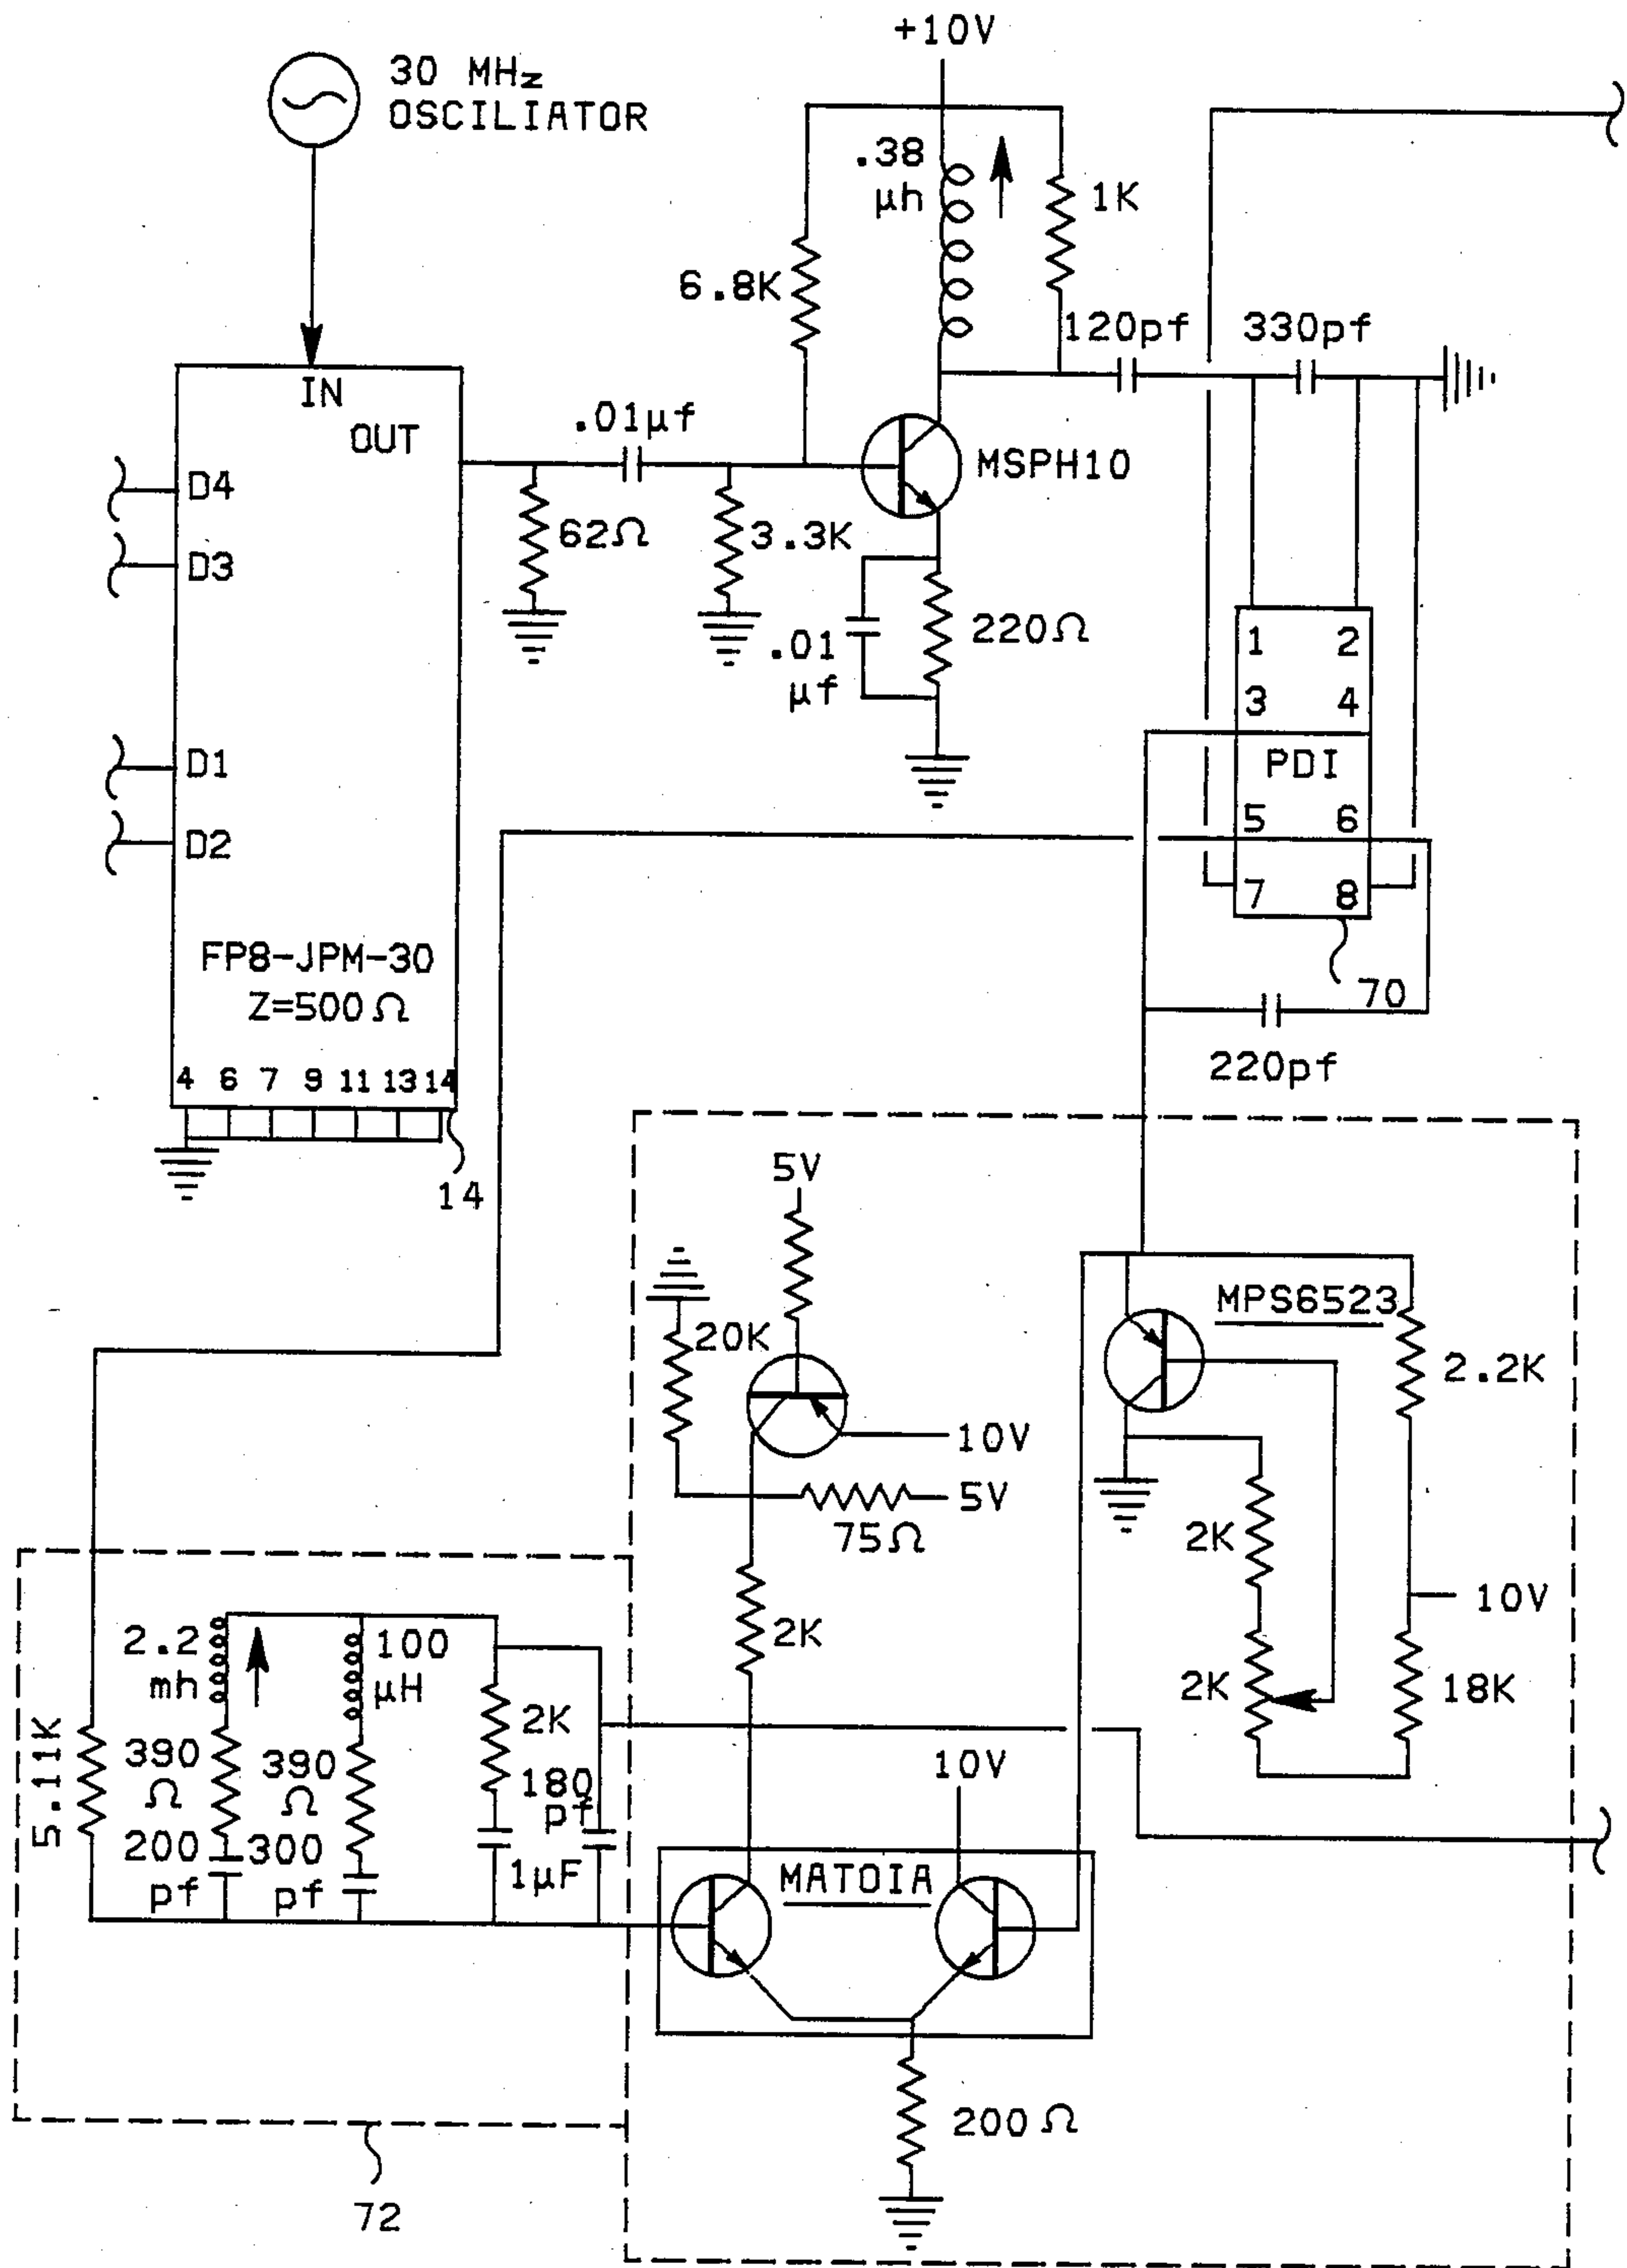 +10V
30 MHz
OSCILIATOR
.38
μh
1K
6.8K
120pf
330pf
IN
OUT
.01μf
MSPH10
D4
D3
62Ω
3.3K
.01
μf
220Ω
1 2
3 4
PDI
5 6
7 8
D1
D2
FP8-JPM-30
Z=500Ω
70
220pf
4 6 7 9 11 13 14
14
5V
20K
MPS6523
2.2K
10V
5V
75Ω
2K
10V
2K
2K
18K
2.2
mh
100
μH
2K
5.11K
390
Ω
390
Ω
180
pf
10V
200
pf
300
pf
1μF
MATOIA
200Ω
72